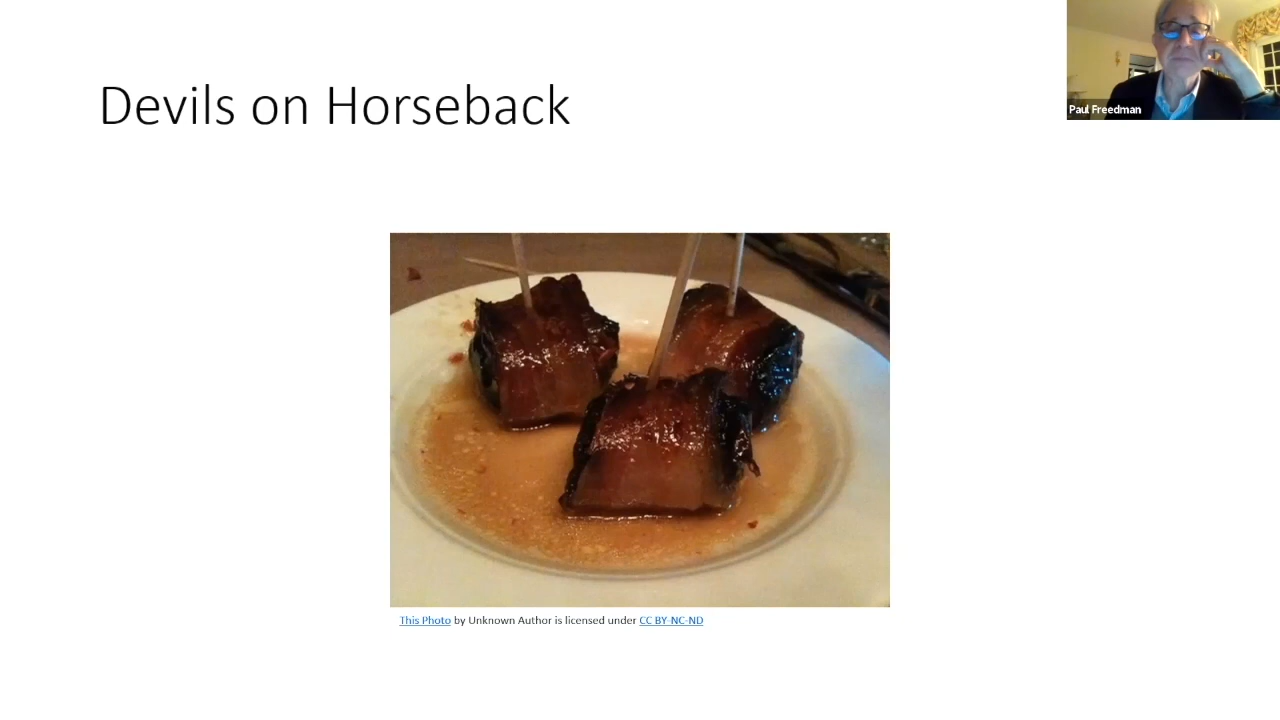 Devils on Horseback
Paul Freedman
This Photo by Unknown Author is licensed under CC BY-NC-ND